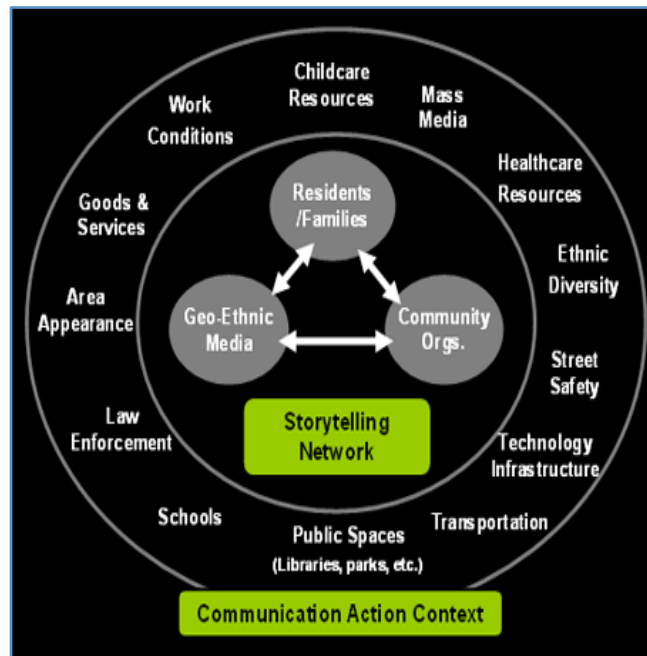 Childcare
Resources
Mass
Media
Work
Conditions
Healthcare
Resources
Residents
/Families
Goods &
Services
Ethnic
Diversity
Area
Appearance
Geo-Ethnic
Media
Community
Orgs.
Street
Safety
Law
Enforcement
Storytelling
Network
Technology
Infrastructure
Schools
Transportation
Public Spaces
(Libraries, parks, etc.)
Communication Action Context